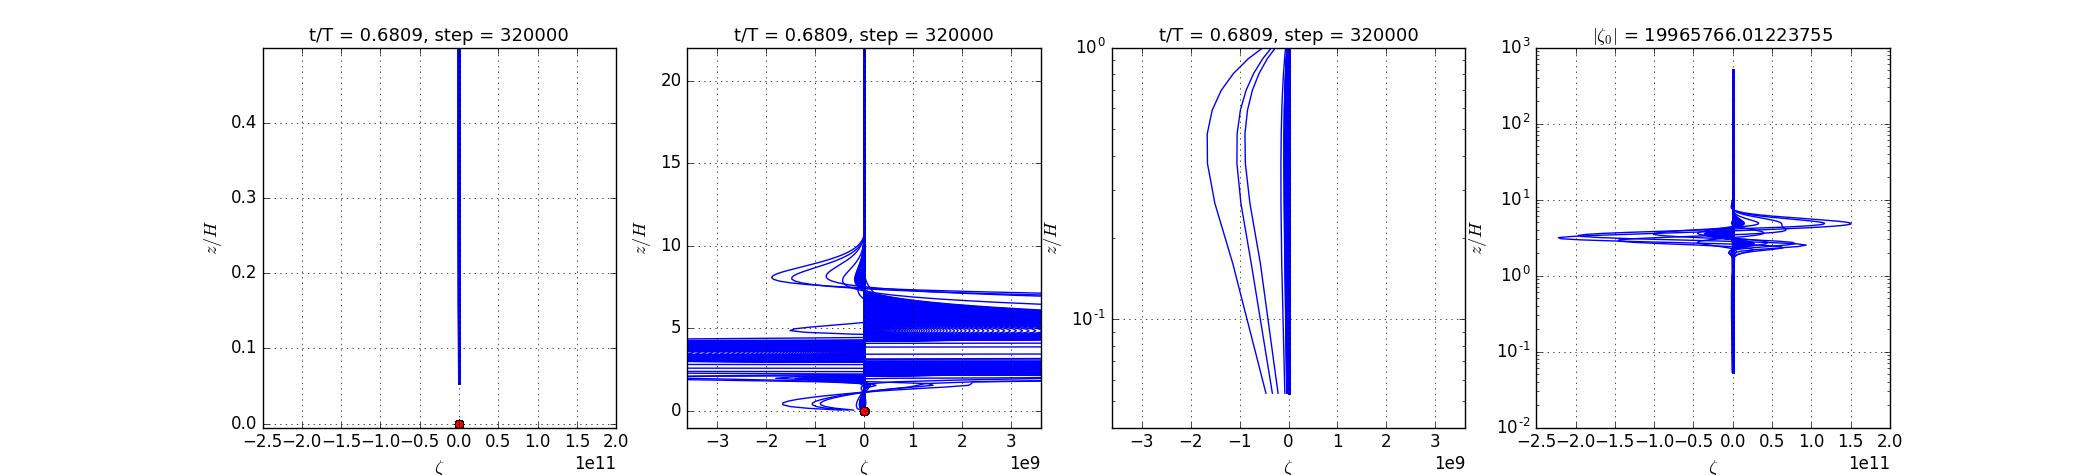 t/T = 0.6809, step = 320000
0.4
0.3
0.2
0.1
0.0
z/H
−2.5 −2.0 −1.5 −1.0 −0.5 0.0 0.5 1.0 1.5 2.0
1e11
ζ
t/T = 0.6809, step = 320000
20
15
10
5
0
z/H
−3 −2 −1 0 1 2 3
1e9
ζ
t/T = 0.6809, step = 320000
10⁰
10⁻¹
z/H
−3 −2 −1 0 1 2 3
1e9
ζ
|ζ₀| = 19965766.01223755
10³
10²
10¹
10⁰
10⁻¹
10⁻²
z/H
−2.5 −2.0 −1.5 −1.0 −0.5 0.0 0.5 1.0 1.5 2.0
1e11
ζ